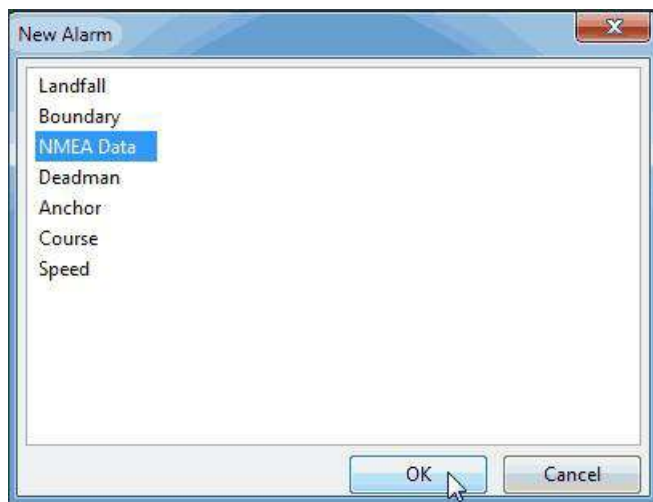 New Alarm
Landfall
Boundary
NMEA Data
Deadman
Anchor
Course
Speed
OK
Cancel